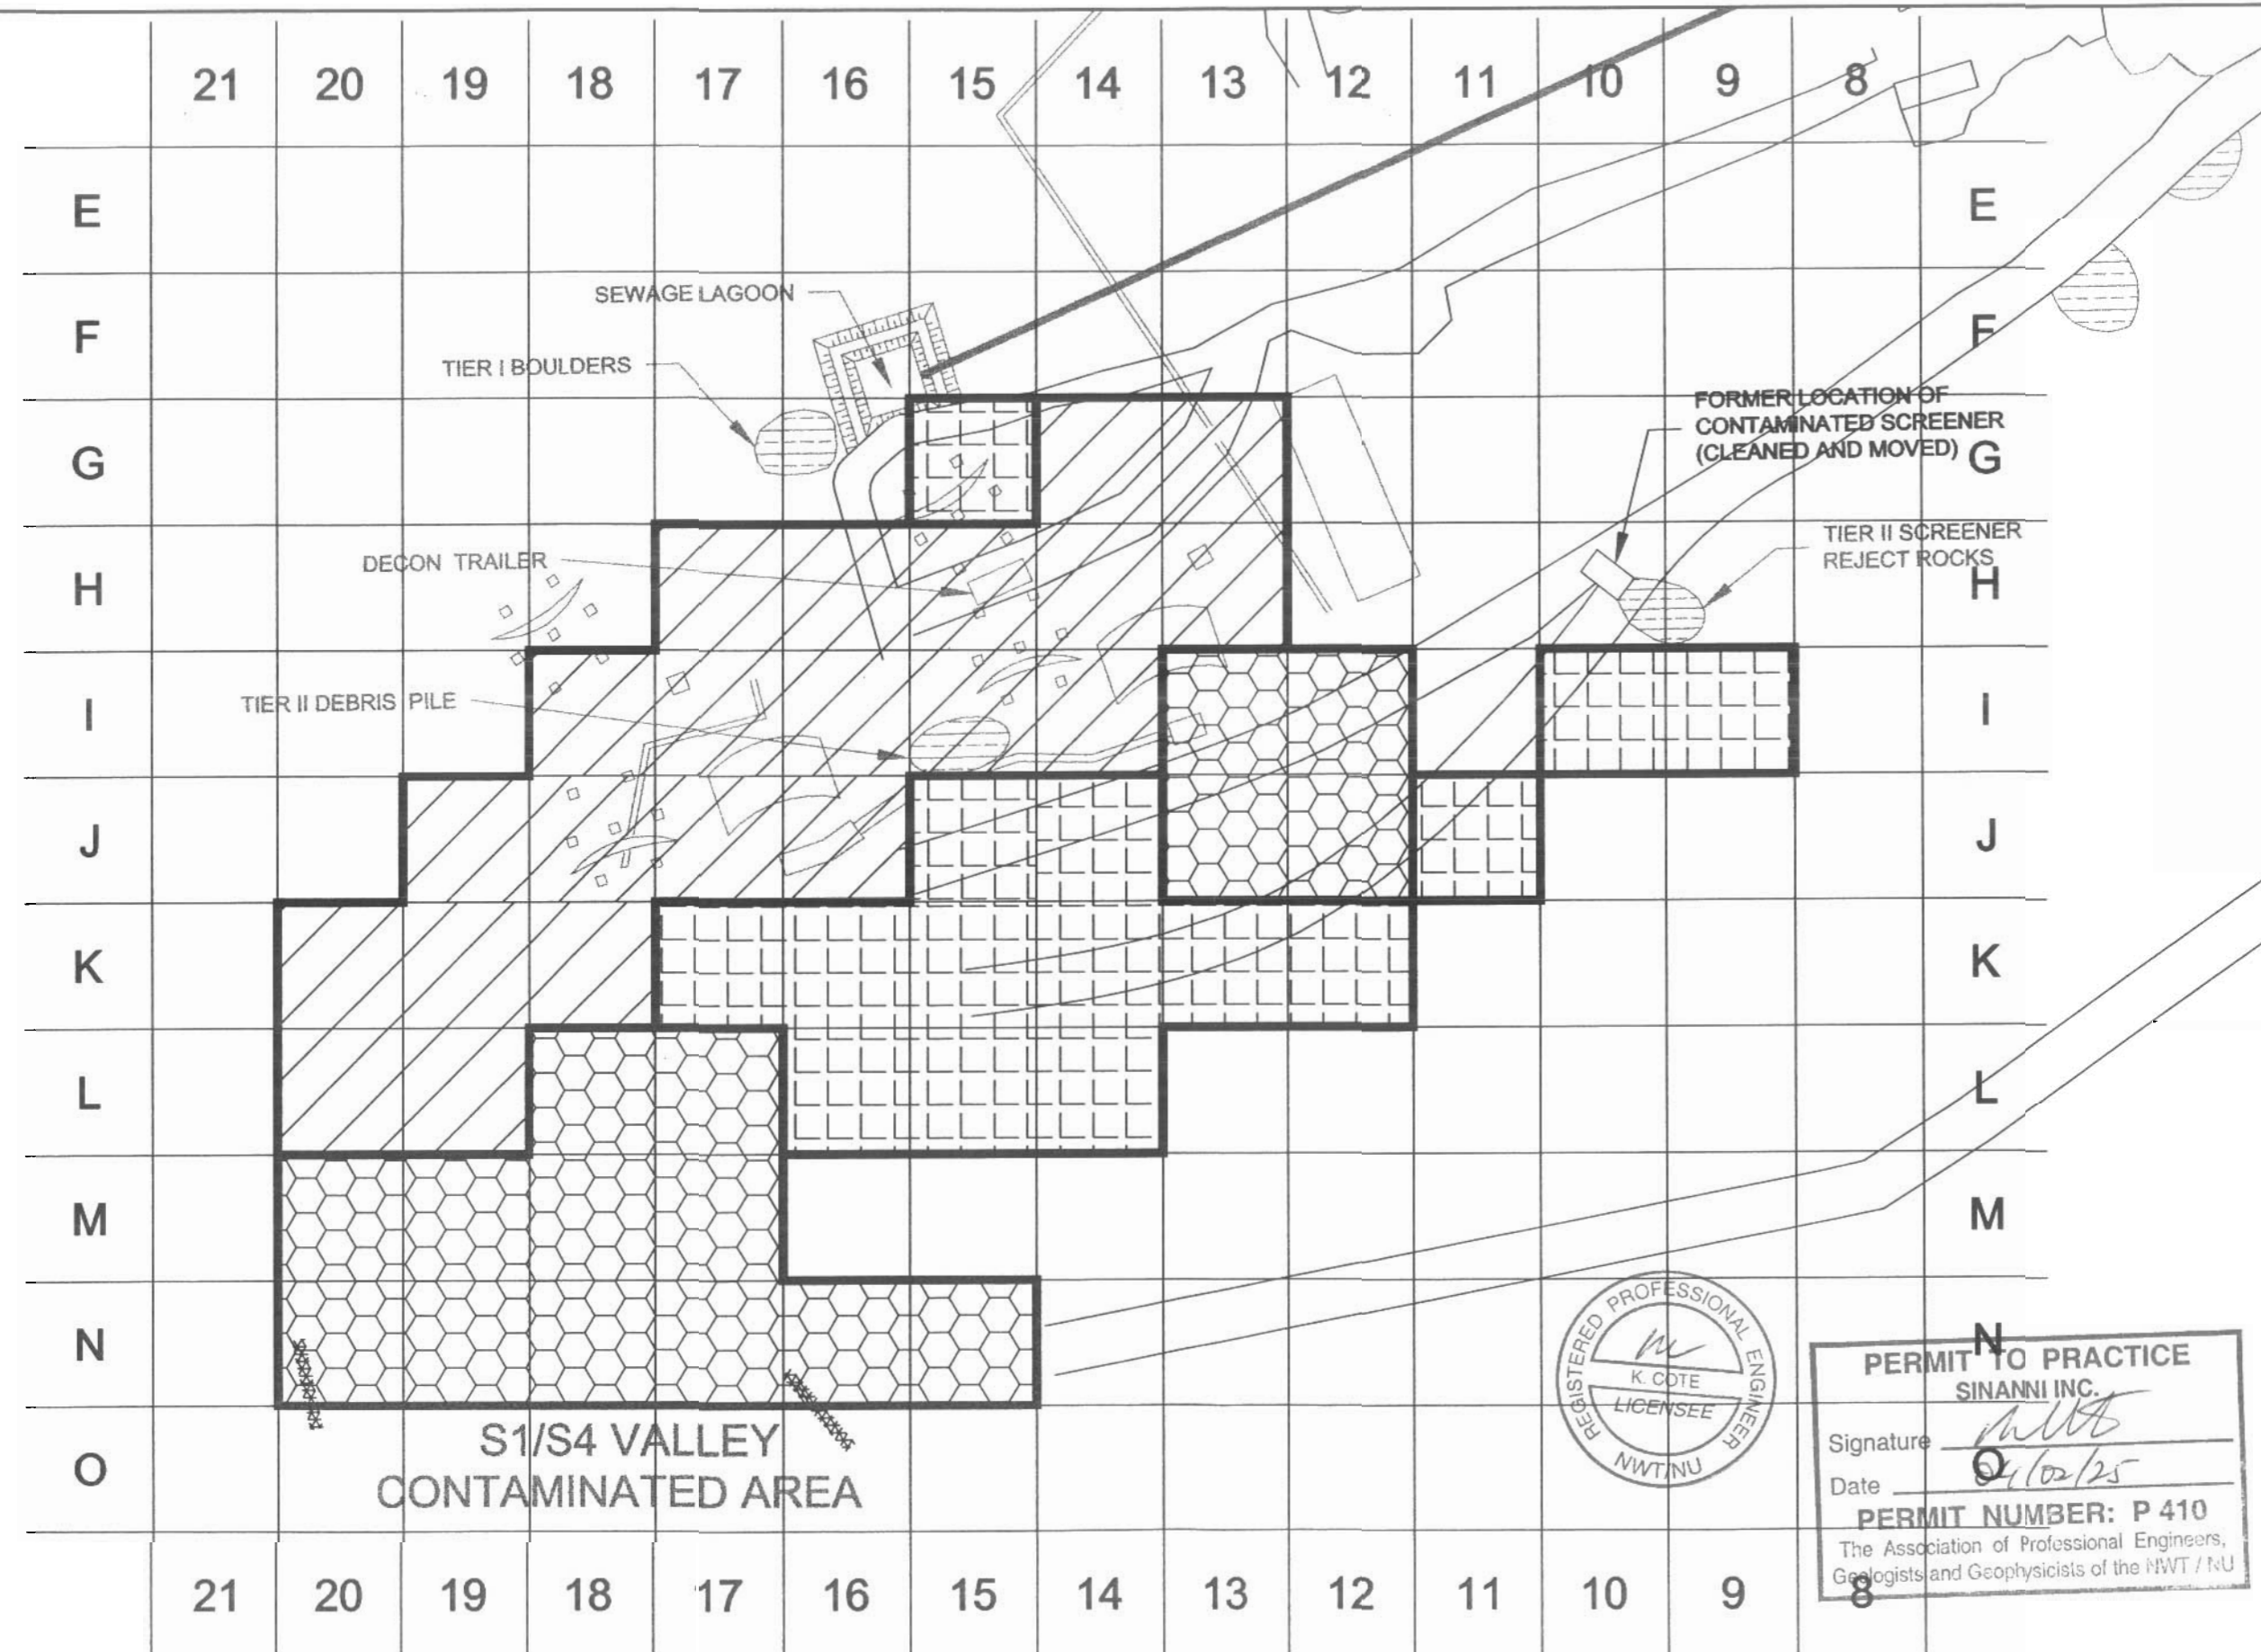 21 20 19 18 17 16 15 14 13 12 11 10 9 8
E E
SEWAGE LAGOON
F F
TIER I BOULDERS
FORMER LOCATION OF
CONTAMINATED SCREENER
(CLEANED AND MOVED)
G G
TIER II SCREENER
REJECT ROCKS
DECON TRAILER
H H
TIER II DEBRIS PILE
I I
J J
K K
L L
M M
N N
REGISTERED PROFESSIONAL ENGINEER
K. COTE
LICENSEE
NWT/NU
PERMIT TO PRACTICE
SINANNI INC.
Signature
Date 04/02/25
PERMIT NUMBER: P 410
The Association of Professional Engineers,
Geologists and Geophysicists of the NWT / NU
O O
S1/S4 VALLEY
CONTAMINATED AREA
21 20 19 18 17 16 15 14 13 12 11 10 9 8